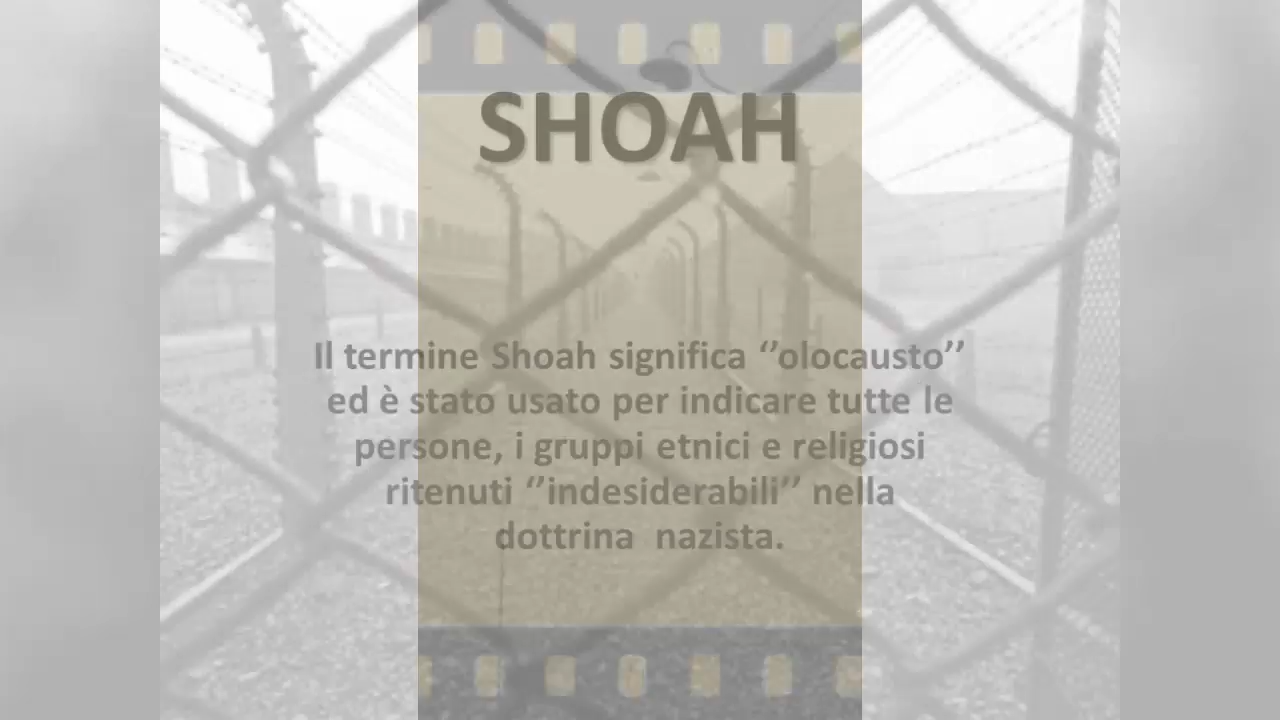 SHOAH
Il termine Shoah significa ‘’olocausto’’
ed è stato usato per indicare tutte le
persone, i gruppi etnici e religiosi
ritenuti ‘’indesiderabili’’ nella
dottrina  nazista.